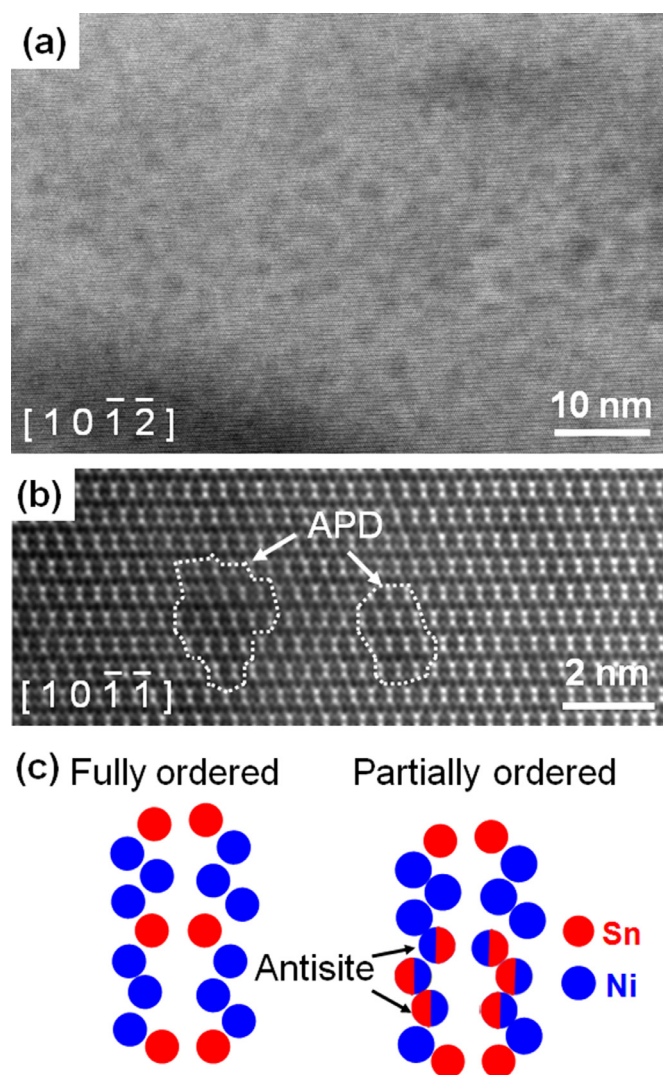 (a)
[ 1 0 1̅ 2̅ ]
10 nm
(b)
APD
[ 1 0 1̅ 1̅ ]
2 nm
(c) Fully ordered Partially ordered
Antisite
Sn
Ni